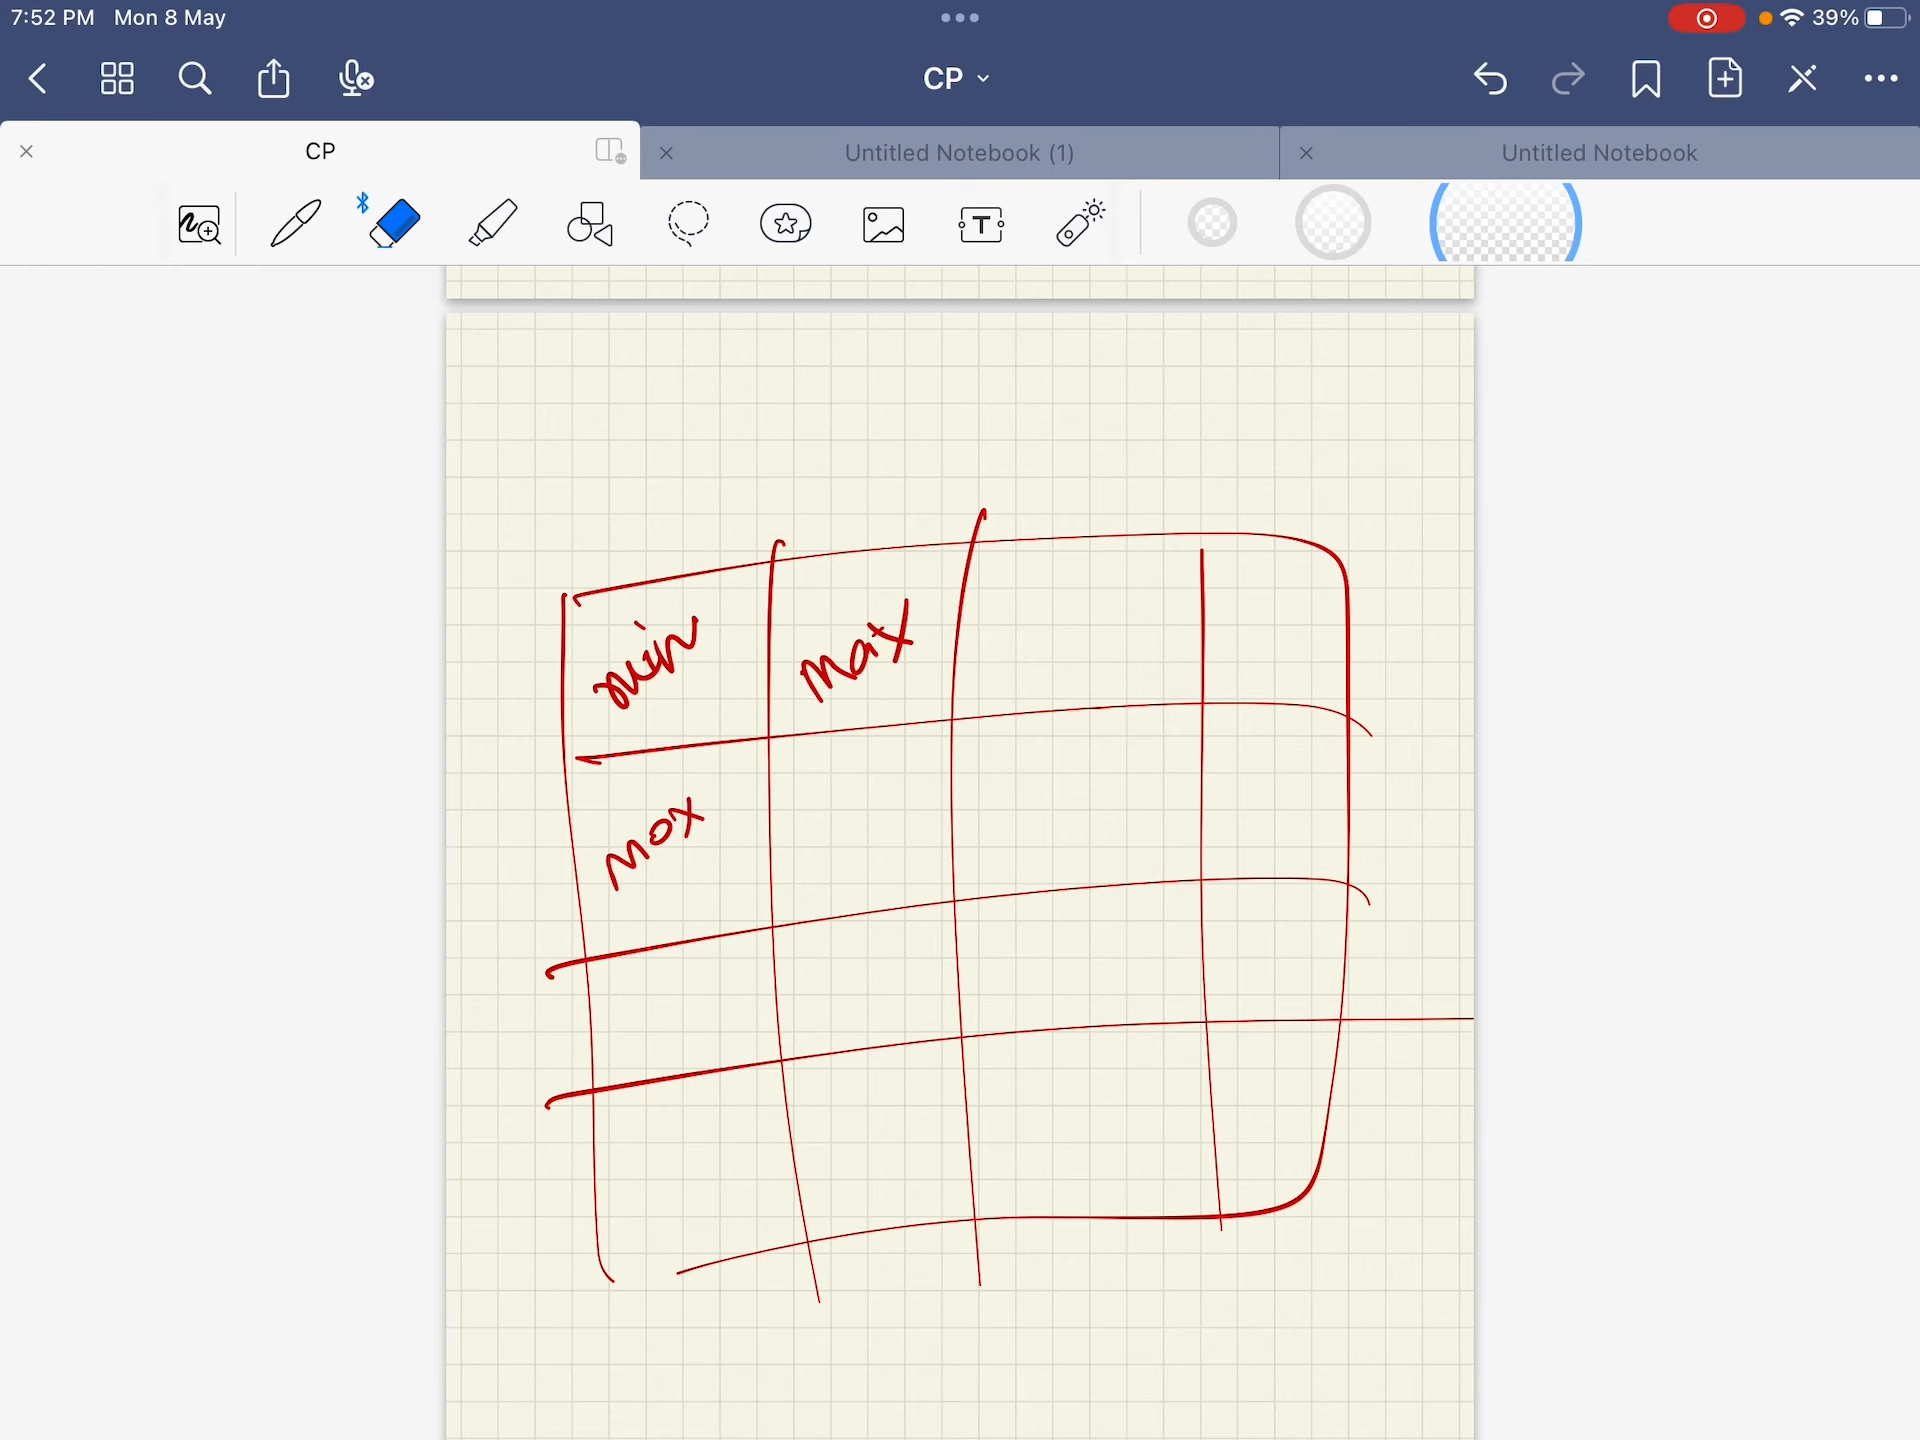 7:52 PM Mon 8 May
39%
CP
CP
Untitled Notebook (1)
Untitled Notebook
T
min
max
mox